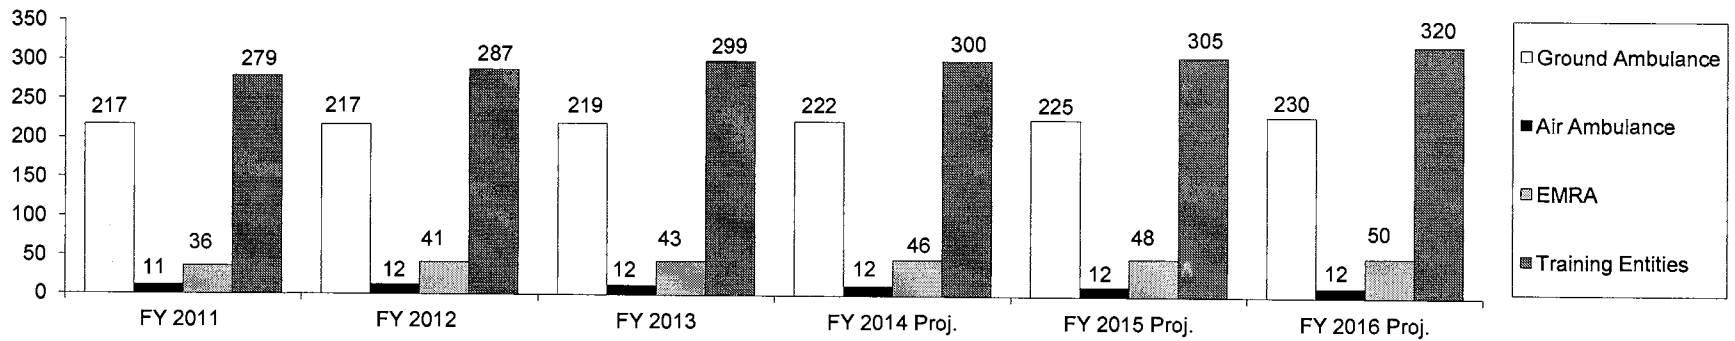 350
300
250
200
150
100
50
0
217 11 36 279
217 12 41 287
219 12 43 299
222 12 46 300
225 12 48 305
230 12 50 320
FY 2011
FY 2012
FY 2013
FY 2014 Proj.
FY 2015 Proj.
FY 2016 Proj.
Ground Ambulance
Air Ambulance
EMRA
Training Entities